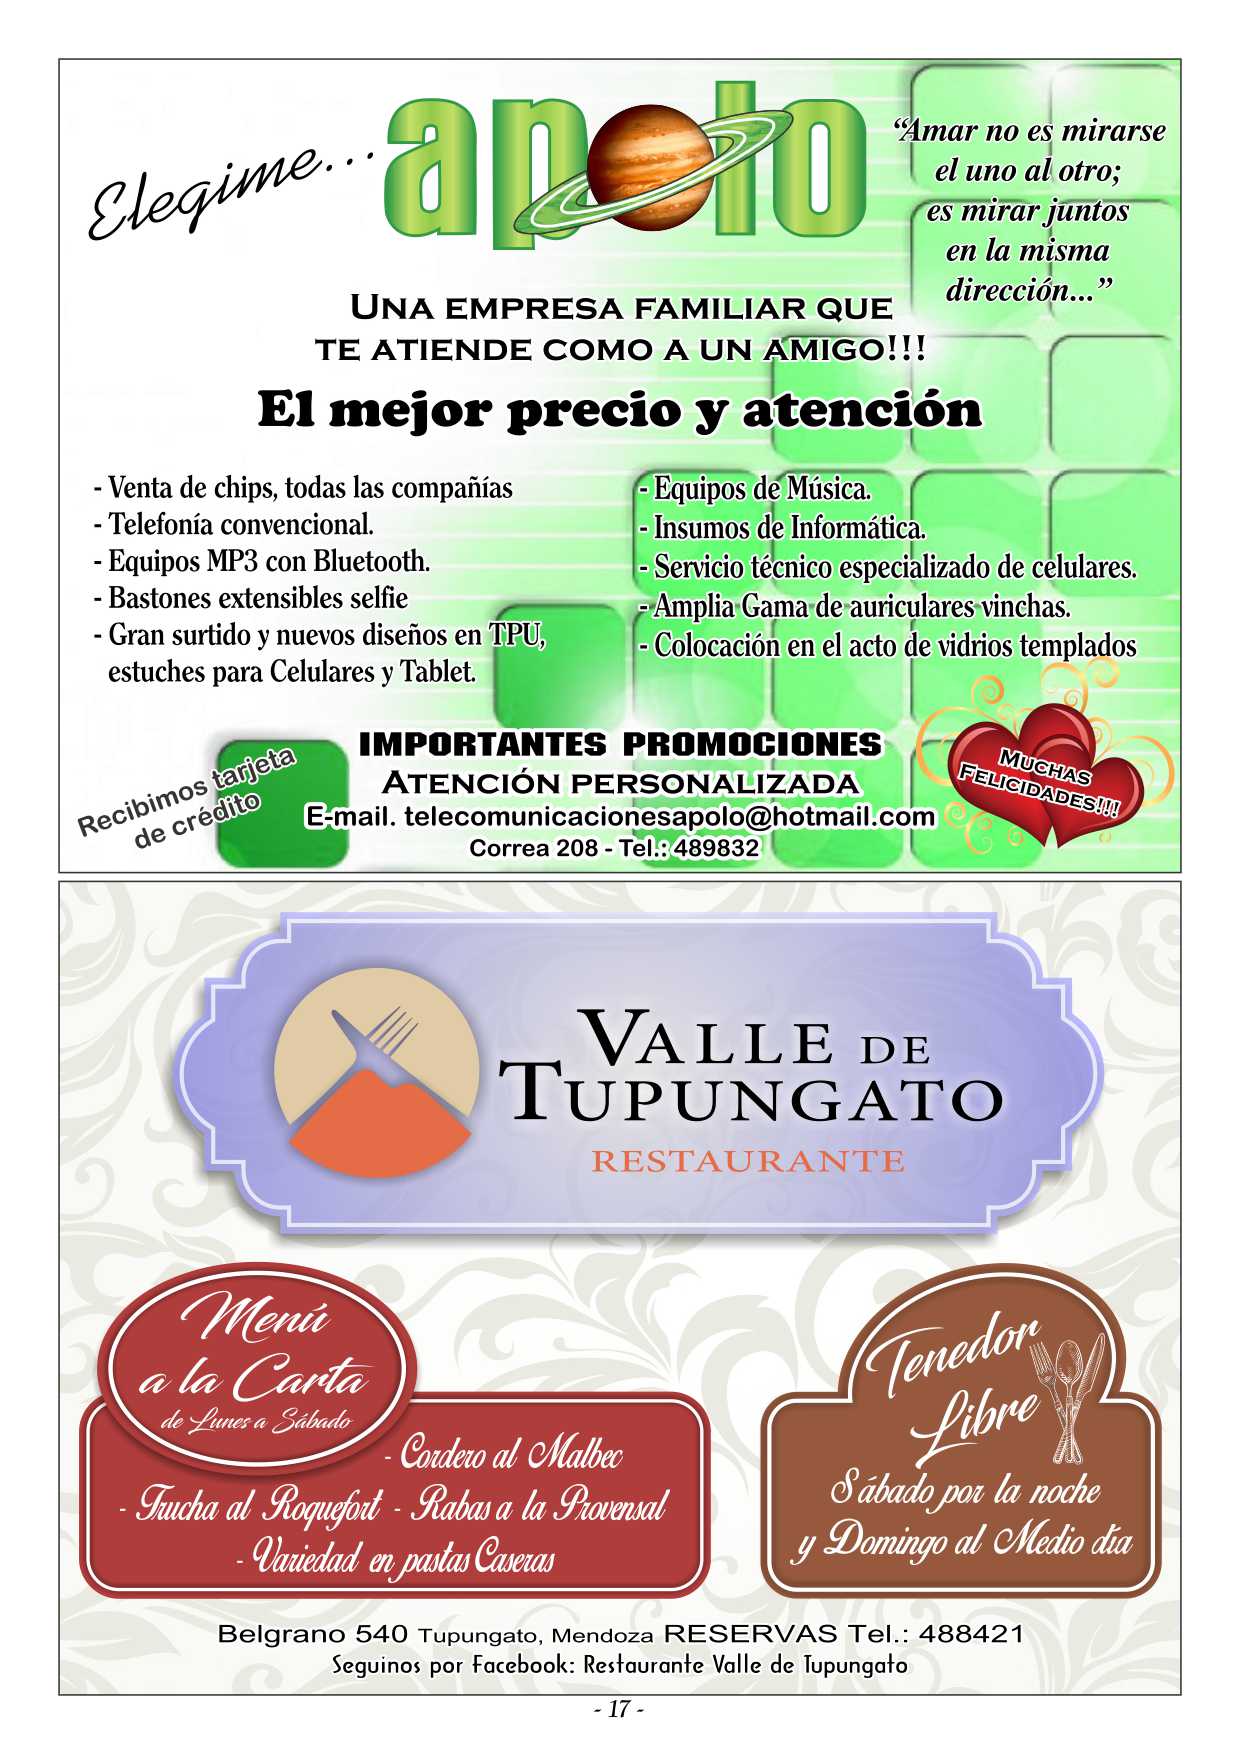 Elegime...
apolo
“Amar no es mirarse
el uno al otro;
es mirar juntos
en la misma
dirección...”
Una empresa familiar que
te atiende como a un amigo!!!
El mejor precio y atención
- Venta de chips, todas las compañías
- Telefonía convencional.
- Equipos MP3 con Bluetooth.
- Bastones extensibles selfie
- Gran surtido y nuevos diseños en TPU,
estuches para Celulares y Tablet.
- Equipos de Música.
- Insumos de Informática.
- Servicio técnico especializado de celulares.
- Amplia Gama de auriculares vinchas.
- Colocación en el acto de vidrios templados
Recibimos tarjeta
de crédito
IMPORTANTES PROMOCIONES
Atención personalizada
E-mail. telecomunicacionesapolo@hotmail.com
Correa 208 - Tel.: 489832
Muchas
Felicidades!!!
Valle de
Tupungato
RESTAURANTE
Menú
a la Carta
de Lunes a Sábado
- Cordero al Malbec
- Trucha al Roquefort - Rabas a la Provensal
- Variedad en pastas Caseras
Tenedor
Libre
Sábado por la noche
y Domingo al Medio día
Belgrano 540 Tupungato, Mendoza RESERVAS Tel.: 488421
Seguinos por Facebook: Restaurante Valle de Tupungato
- 17 -